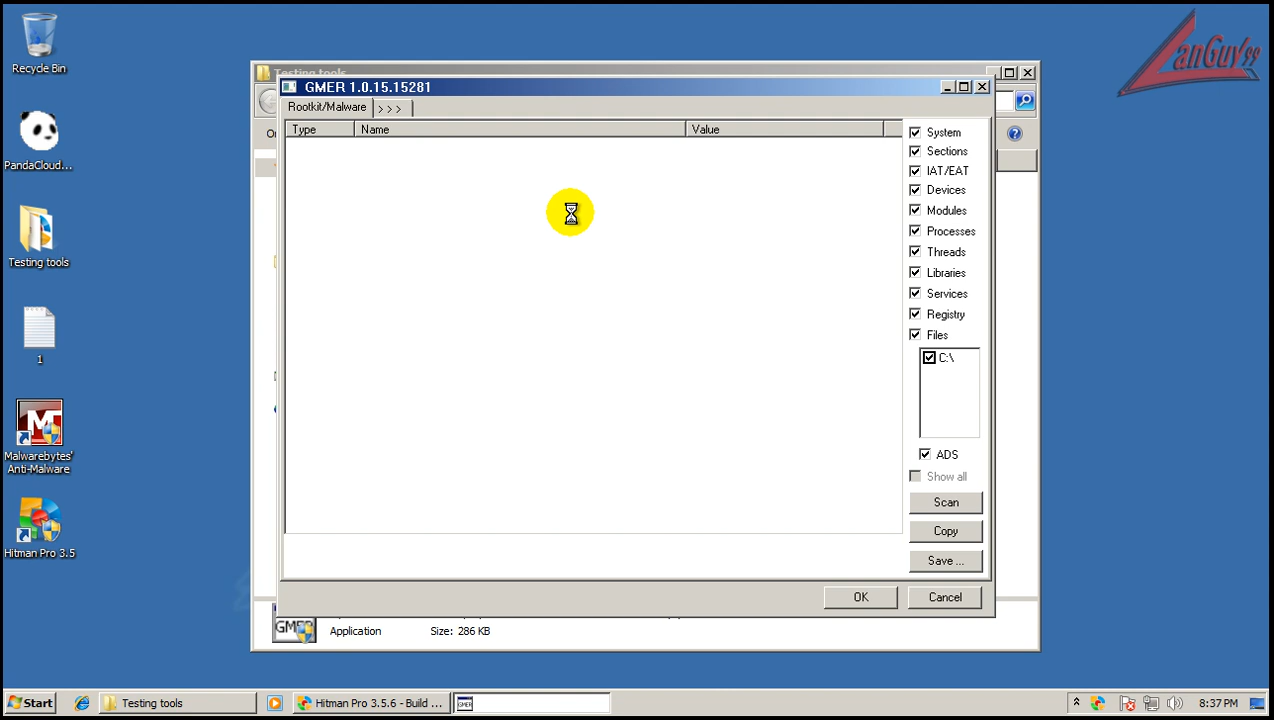 Recycle Bin
PandaCloud...
Testing tools
1
Malwarebytes'
Anti-Malware
Hitman Pro 3.5
LanGuy99
Testing tools
GMER 1.0.15.15281
Rootkit/Malware
> > >
Type
Name
Value
System
Sections
IAT/EAT
Devices
Modules
Processes
Threads
Libraries
Services
Registry
Files
C:\
ADS
Show all
Scan
Copy
Save ...
OK
Cancel
GMER
Application
Size: 286 KB
Start
Testing tools
Hitman Pro 3.5.6 - Build ...
8:37 PM